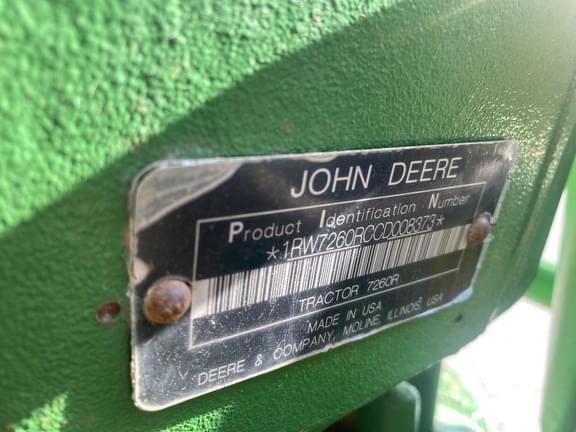 JOHN DEERE
Product Identification Number
*1RW7260RCCD008373*
TRACTOR 7260R
MADE IN USA
DEERE & COMPANY, MOLINE, ILLINOIS, USA